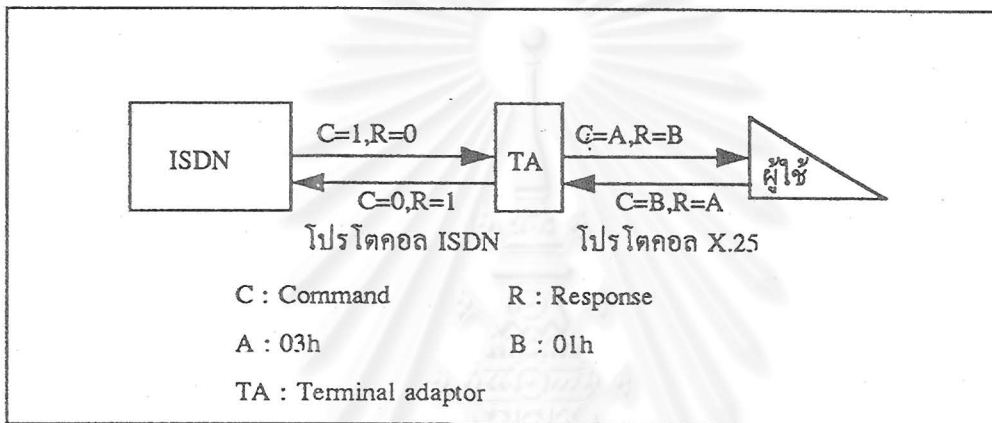 C=1,R=0 C=A,R=B
ISDN TA ผู้ใช้
C=0,R=1 C=B,R=A
โปรโตคอล ISDN โปรโตคอล X.25
C : Command R : Response
A : 03h B : 01h
TA : Terminal adaptor